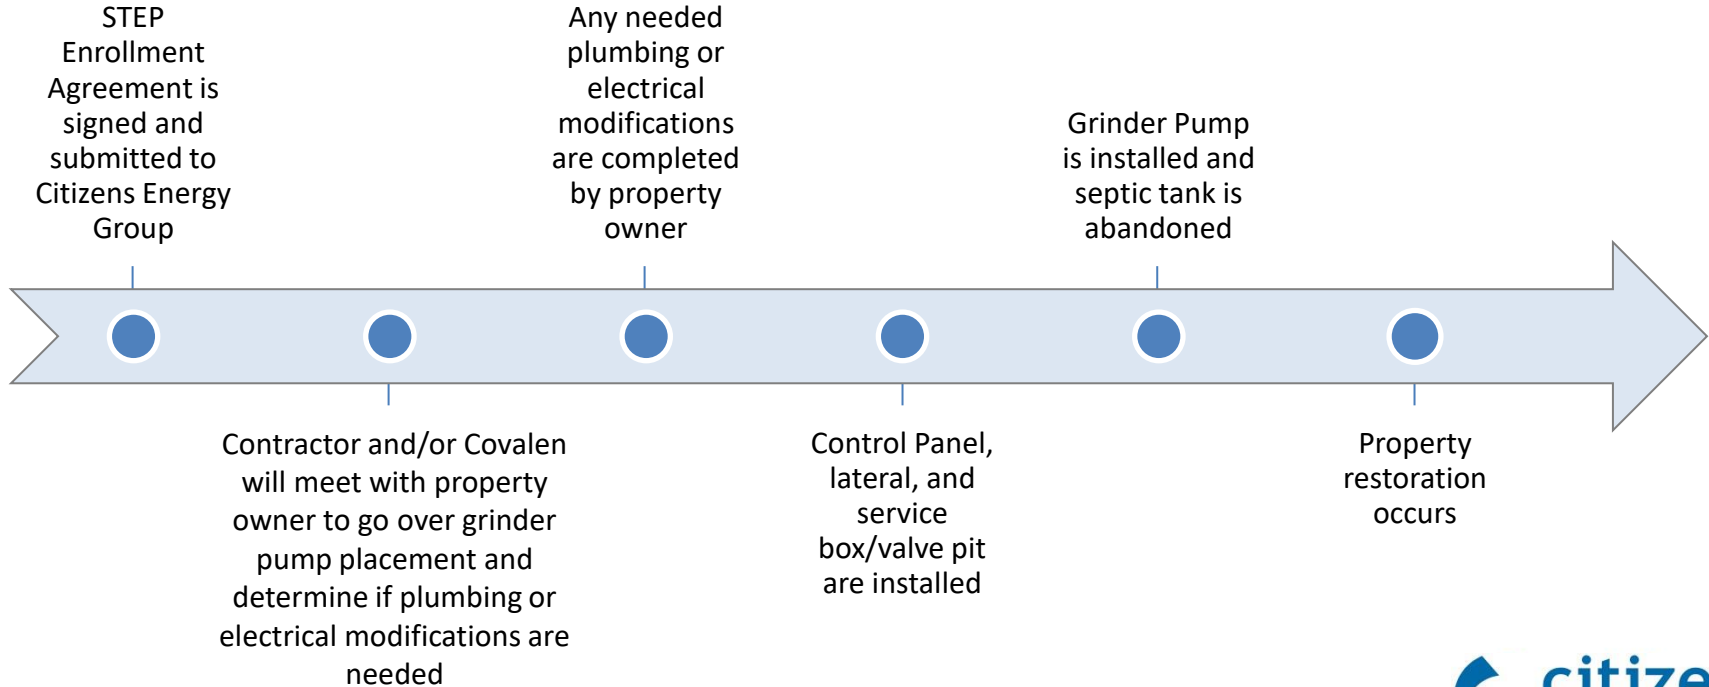 STEP
Enrollment
Agreement is
signed and
submitted to
Citizens Energy
Group
Contractor and/or Covalen
will meet with property
owner to go over grinder
pump placement and
determine if plumbing or
electrical modifications are
needed
Any needed
plumbing or
electrical
modifications
are completed
by property
owner
Control Panel,
lateral, and
service
box/valve pit
are installed
Grinder Pump
is installed and
septic tank is
abandoned
Property
restoration
occurs
citize